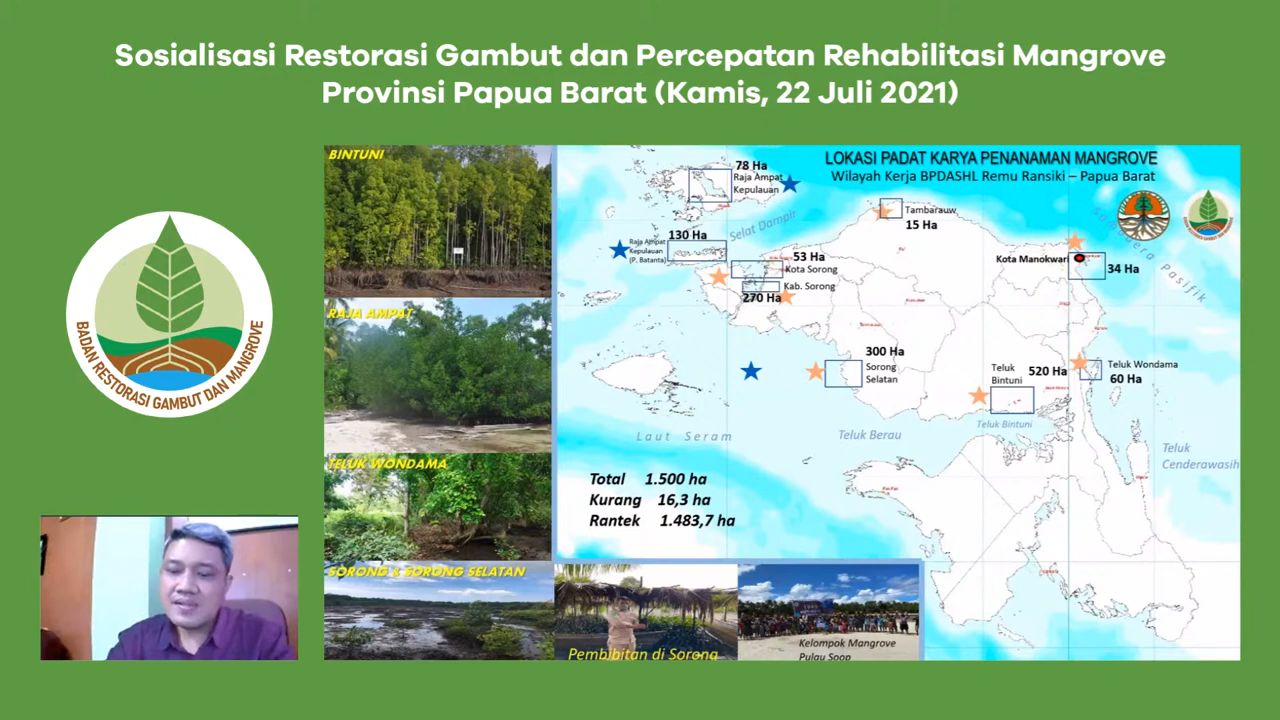 Sosialisasi Restorasi Gambut dan Percepatan Rehabilitasi Mangrove
Provinsi Papua Barat (Kamis, 22 Juli 2021)
BADAN RESTORASI GAMBUT DAN MANGROVE
BINTUNI
RAJA AMPAT
TELUK WONDAMA
SORONG & SORONG SELATAN
Pembibitan di Sorong
Kelompok Mangrove
Pulau Soop
LOKASI PADAT KARYA PENANAMAN MANGROVE
Wilayah Kerja BPDASHL Remu Ransiki – Papua Barat
78 Ha
Raja Ampat
Kepulauan
130 Ha
Raja Ampat
Kepulauan
(P. Batanta)
Selat Dampir
53 Ha
Kota Sorong
Kab. Sorong
270 Ha
Tambarauw
15 Ha
Kota Manokwari
34 Ha
Samudera Pasifik
300 Ha
Sorong
Selatan
Teluk
Bintuni
520 Ha
Teluk Wondama
60 Ha
Laut Seram
Teluk Berau
Teluk Bintuni
Teluk
Cenderawasih
Total 1.500 ha
Kurang 16,3 ha
Rantek 1.483,7 ha